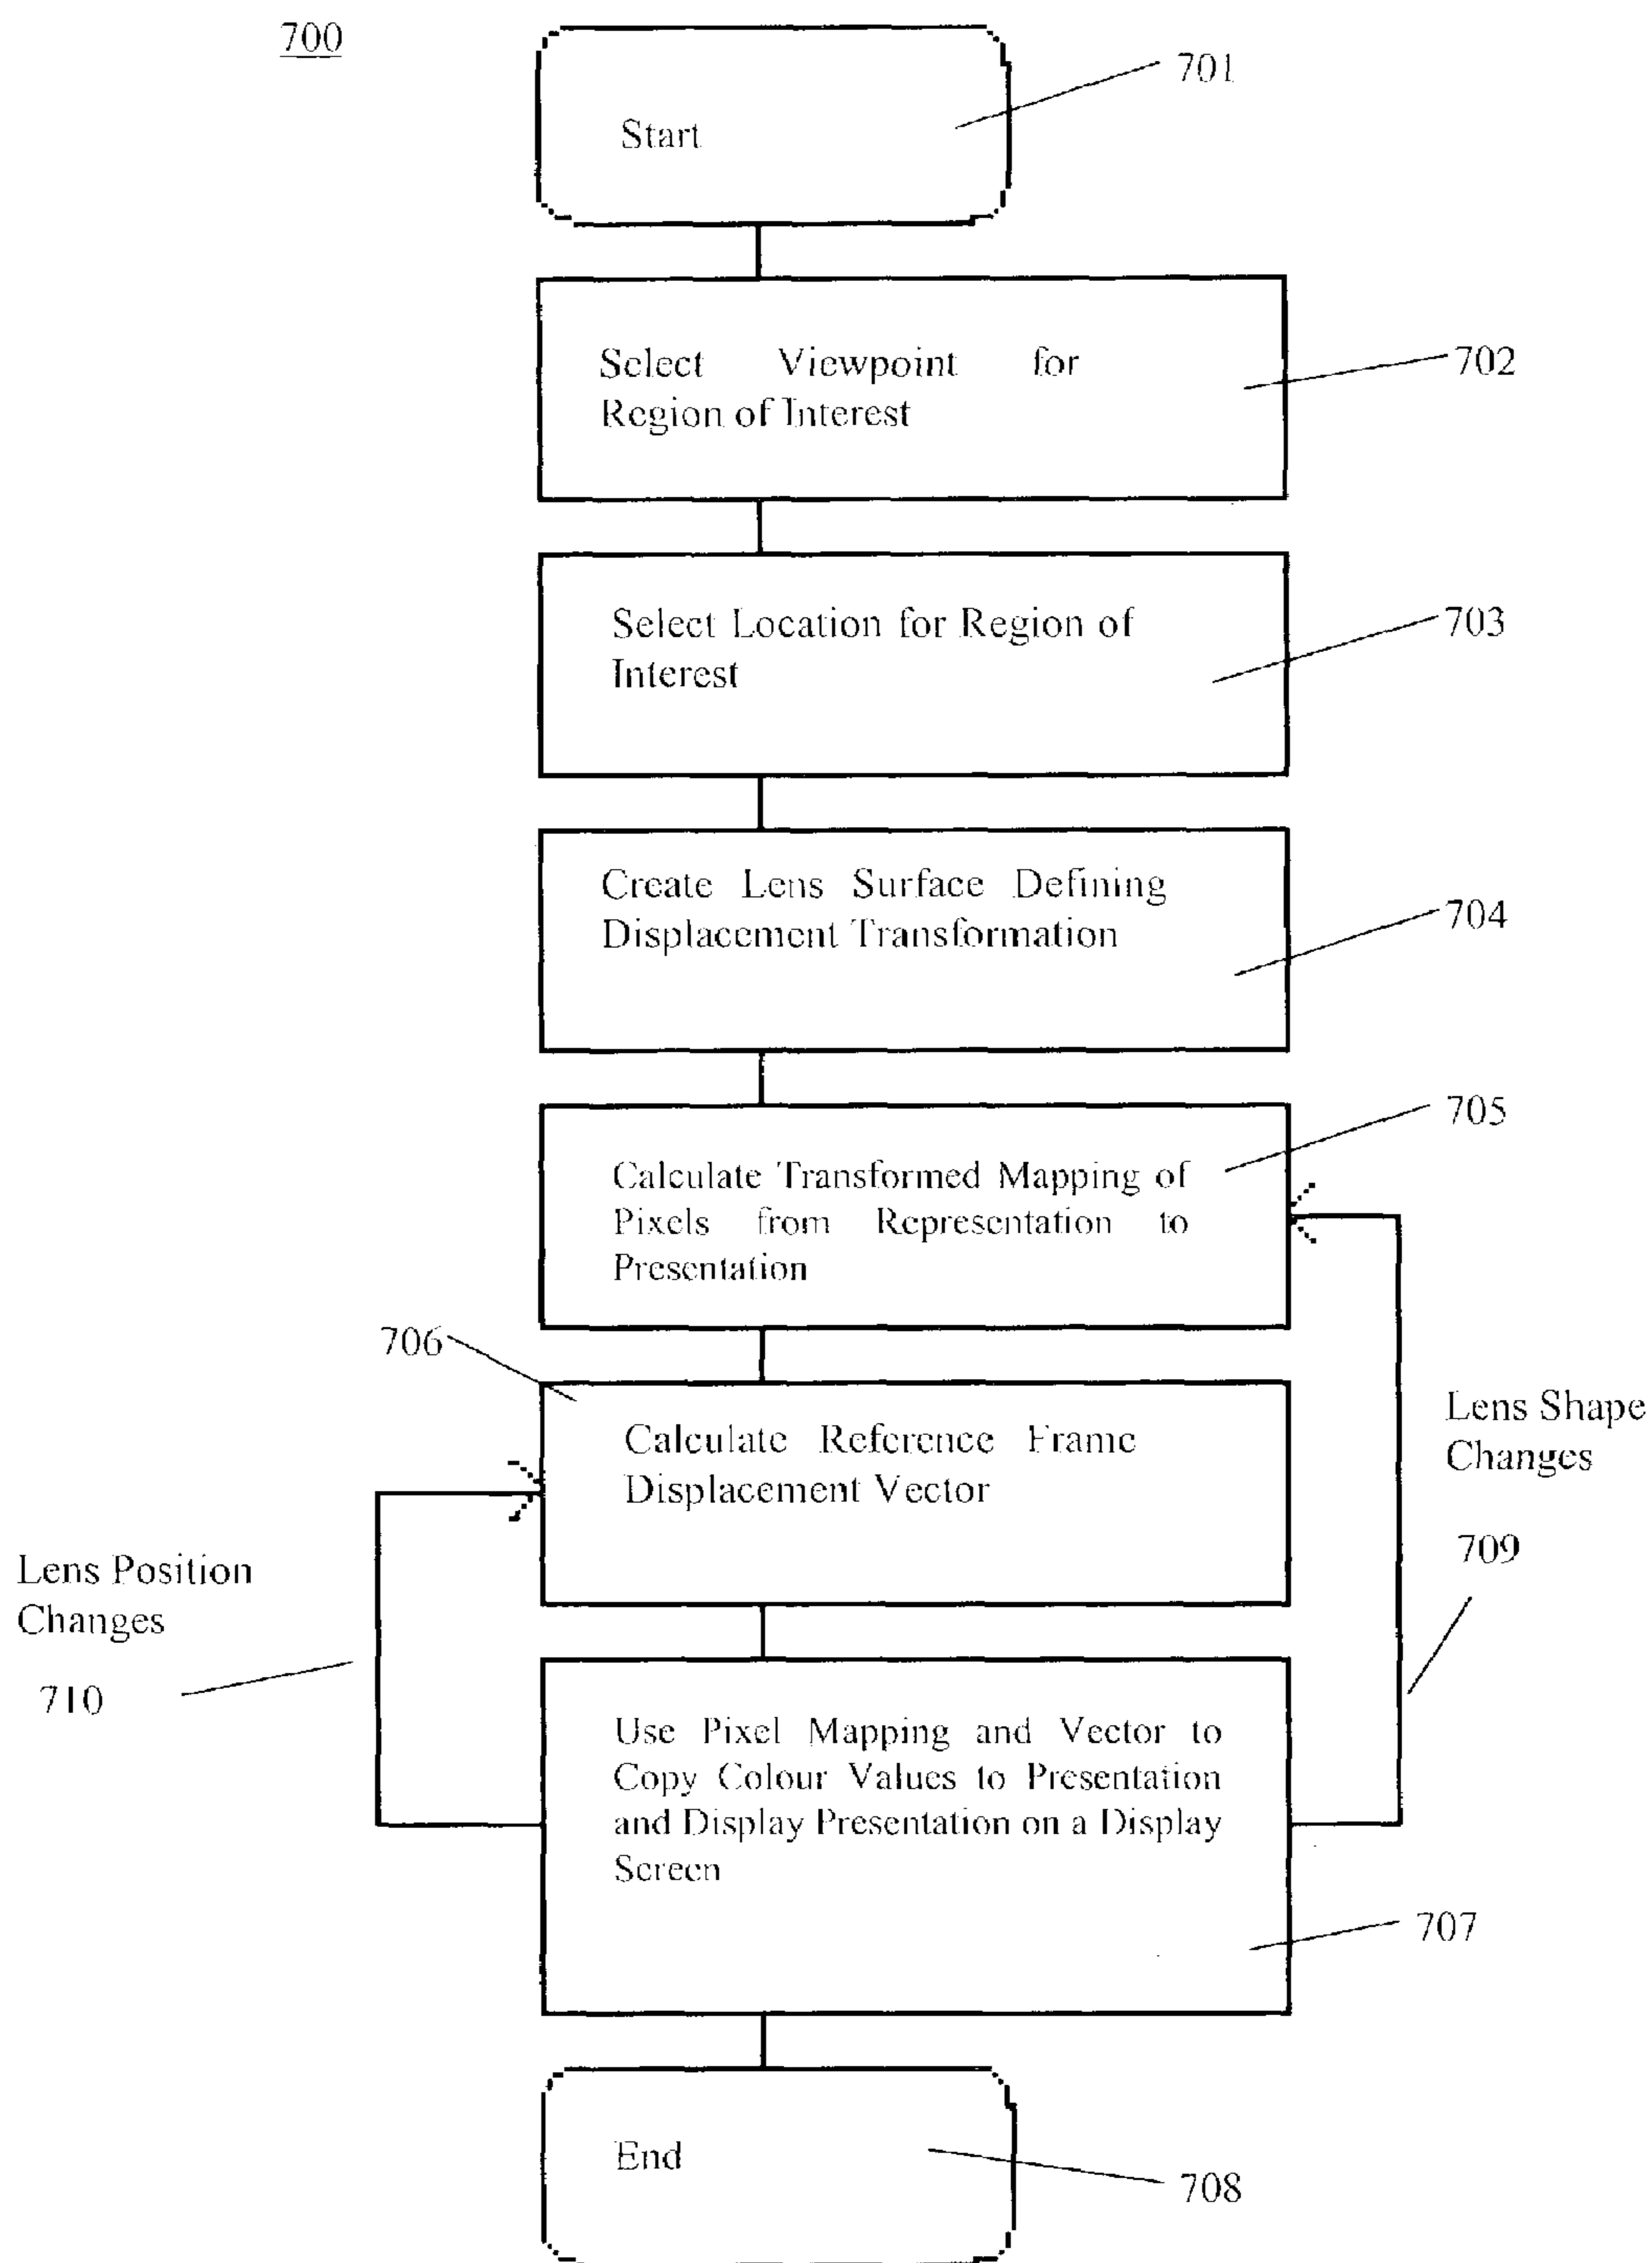 700
701
Start
702
Select Viewpoint for
Region of Interest
703
Select Location for Region of
Interest
704
Create Lens Surface Defining
Displacement Transformation
705
Calculate Transformed Mapping of
Pixels from Representation to
Presentation
706
Calculate Reference Frame
Displacement Vector
Lens Shape
Changes
709
Lens Position
Changes
710
Use Pixel Mapping and Vector to
Copy Colour Values to Presentation
and Display Presentation on a Display
Screen
707
End
708